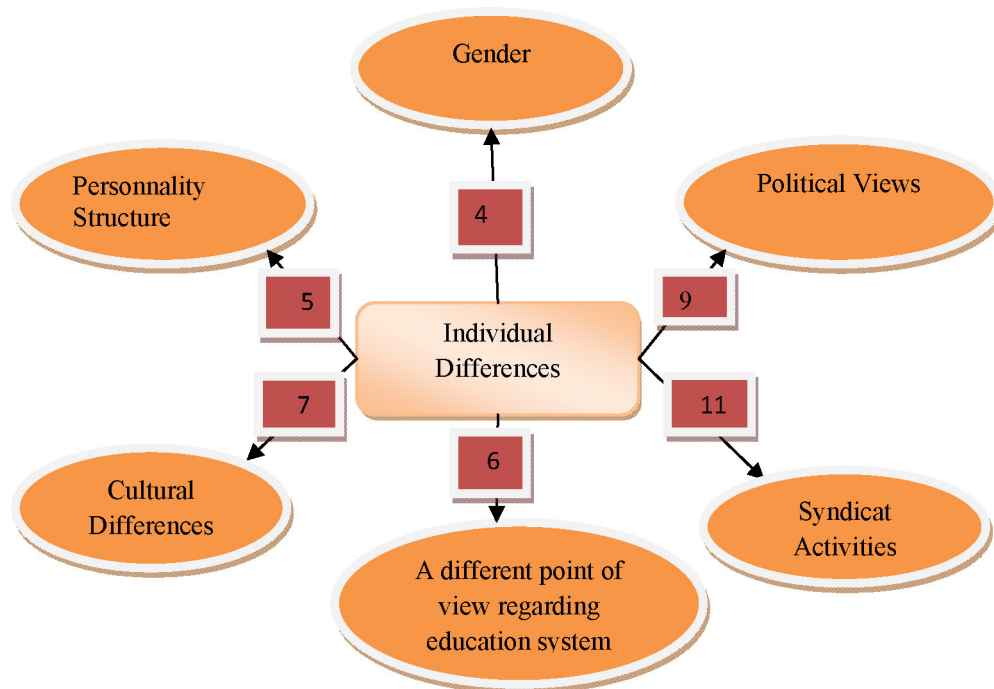 Gender
Personnality
Structure
Political Views
4
5
9
Individual
Differences
7
11
6
Cultural
Differences
Syndicat
Activities
A different point of
view regarding
education system